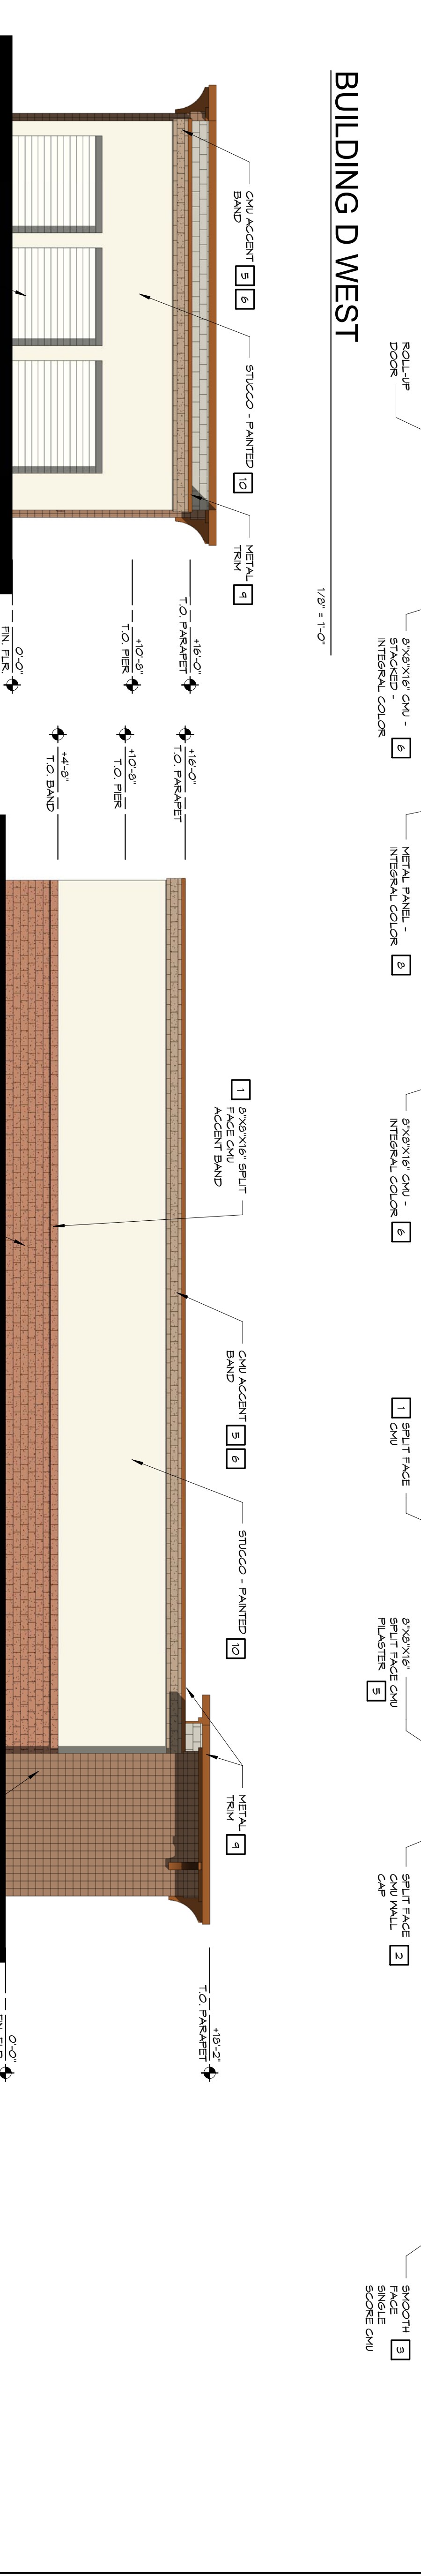 ROLL-UP
DOOR
8"X8"X16" CMU -
STACKED -
INTEGRAL COLOR
6
METAL PANEL -
INTEGRAL COLOR
8
8"X8"X16" CMU -
INTEGRAL COLOR
6
1
SPLIT FACE
CMU
8"X8"X16"
SPLIT FACE CMU
PILASTER
5
SPLIT FACE
CMU WALL
CAP
2
SMOOTH
FACE
SINGLE
SCORE CMU
3
BUILDING D WEST
1/8" = 1'-0"
CMU ACCENT
BAND
5
6
STUCCO - PAINTED
10
METAL
TRIM
9
+16'-0"
T.O. PARAPET
+10'-8"
T.O. PIER
0'-0"
FIN. FLR.
+16'-0"
T.O. PARAPET
+10'-8"
T.O. PIER
+4'-8"
T.O. BAND
1
8"X8"X16" SPLIT
FACE CMU
ACCENT BAND
CMU ACCENT
BAND
5
6
STUCCO - PAINTED
10
METAL
TRIM
9
+18'-2"
T.O. PARAPET
0'-0"
FIN. FLR.